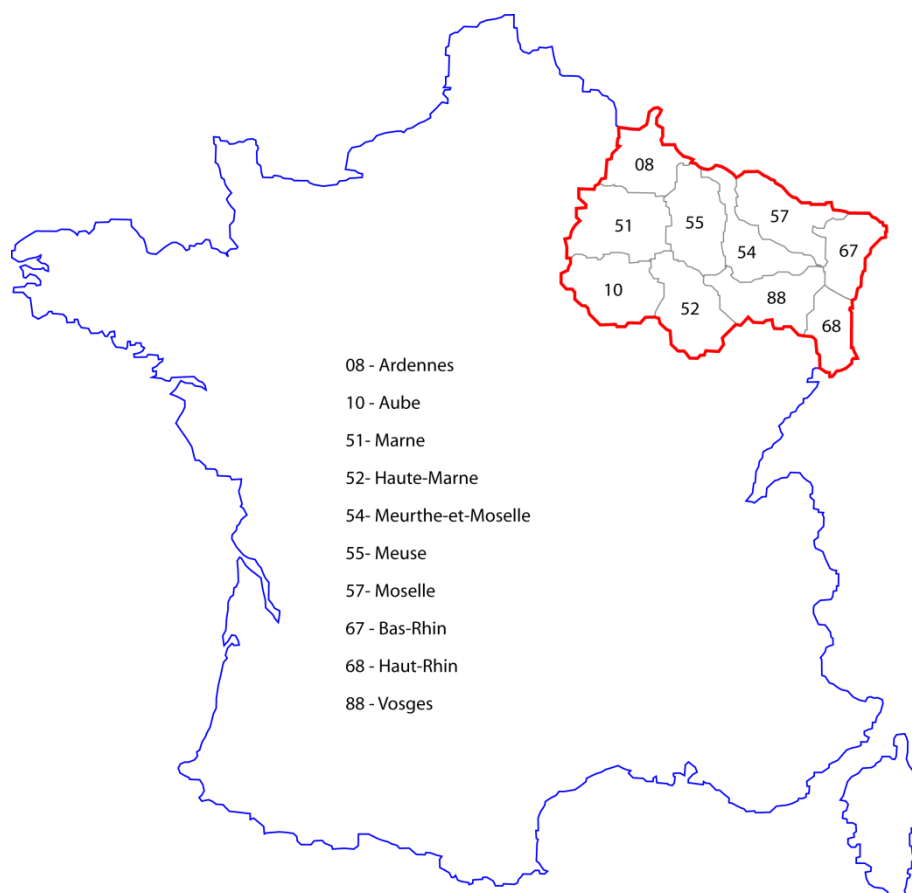 08
57
51
55
54
67
10
88
52
68
08 - Ardennes
10 - Aube
51- Marne
52- Haute-Marne
54- Meurthe-et-Moselle
55- Meuse
57- Moselle
67 - Bas-Rhin
68 - Haut-Rhin
88 - Vosges